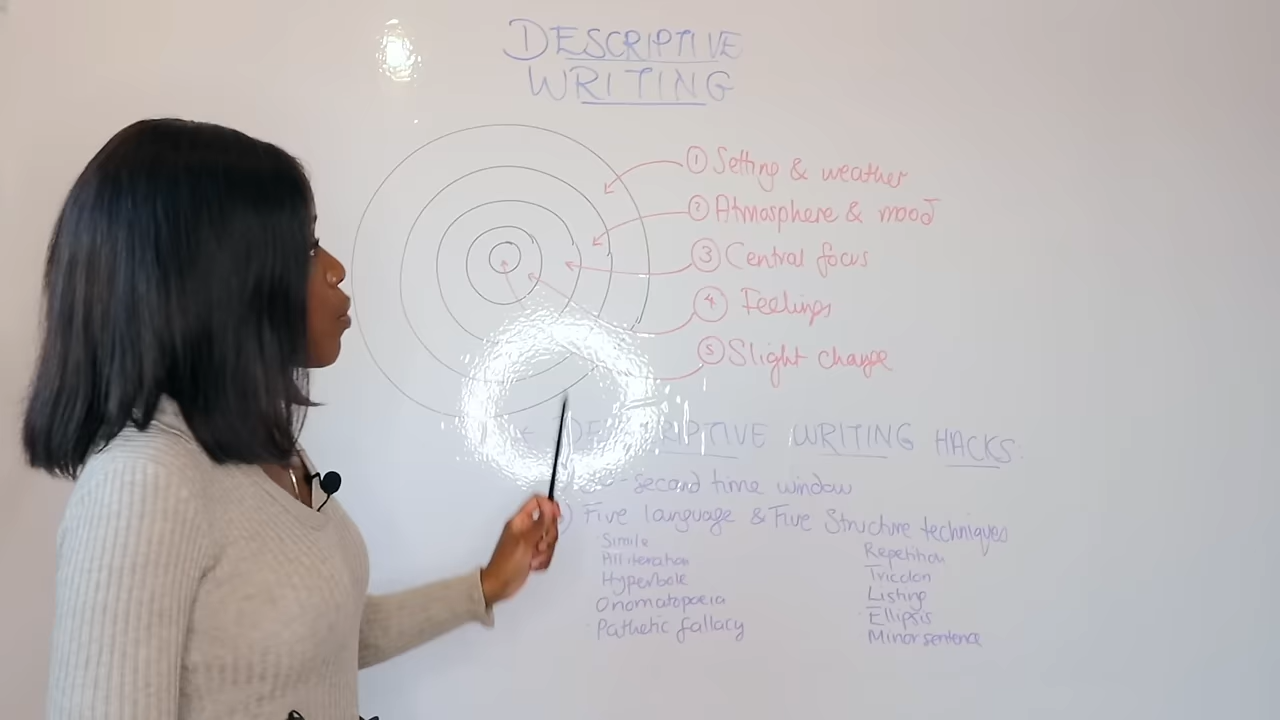 DESCRIPTIVE
WRITING
① Setting & weather
② Atmosphere & mood
③ Central focus
④ Feelings
⑤ Slight change
DESCRIPTIVE WRITING HACKS.
-second time window
Five language & Five Structure techniques
Simile
Alliteration
Hyperbole
Onomatopoeia
Pathetic fallacy
Repetition
Tricolon
Listing
Ellipsis
Minor sentence